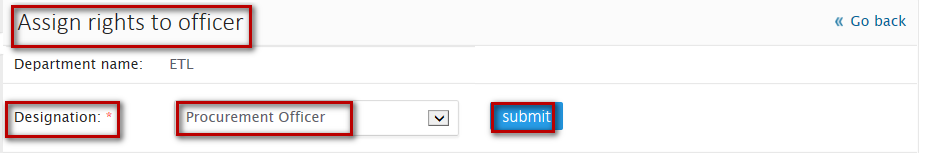 Assign rights to officer « Go back
Department name: ETL
Designation: * Procurement Officer submit